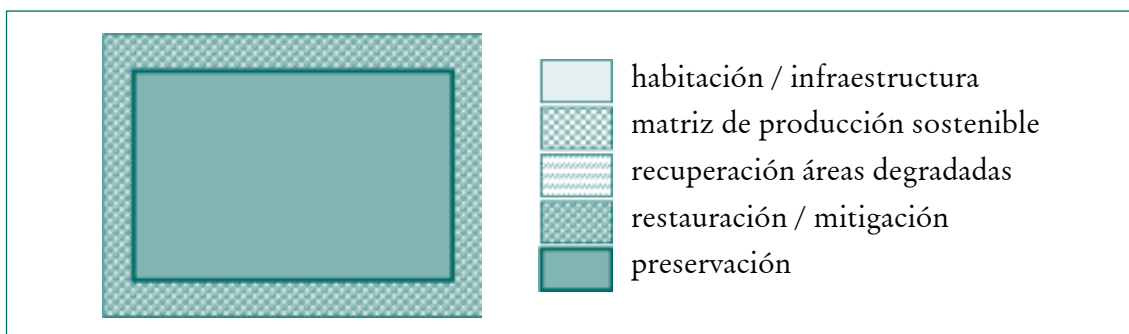 habitación / infraestructura
matriz de producción sostenible
recuperación áreas degradadas
restauración / mitigación
preservación